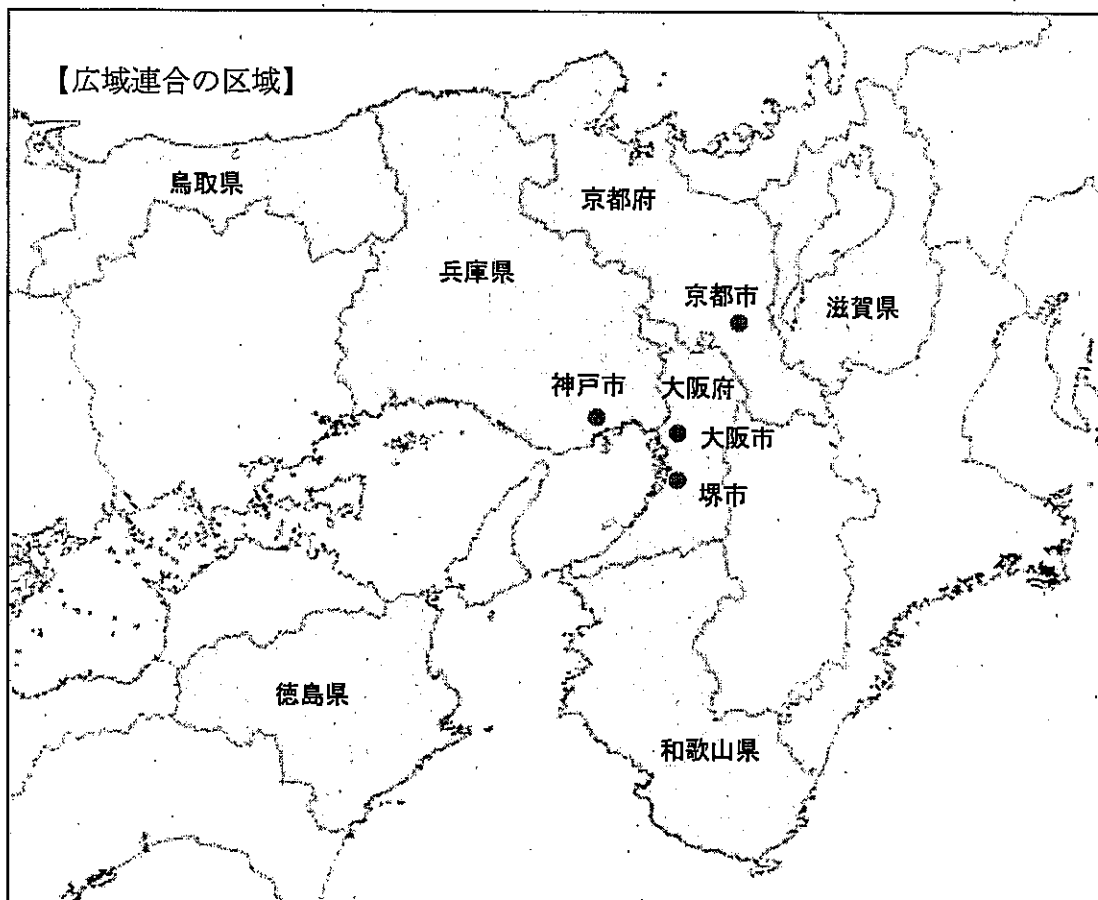 【広域連合の区域】
鳥取県
京都府
兵庫県
京都市
滋賀県
神戸市
大阪府
大阪市
堺市
徳島県
和歌山県